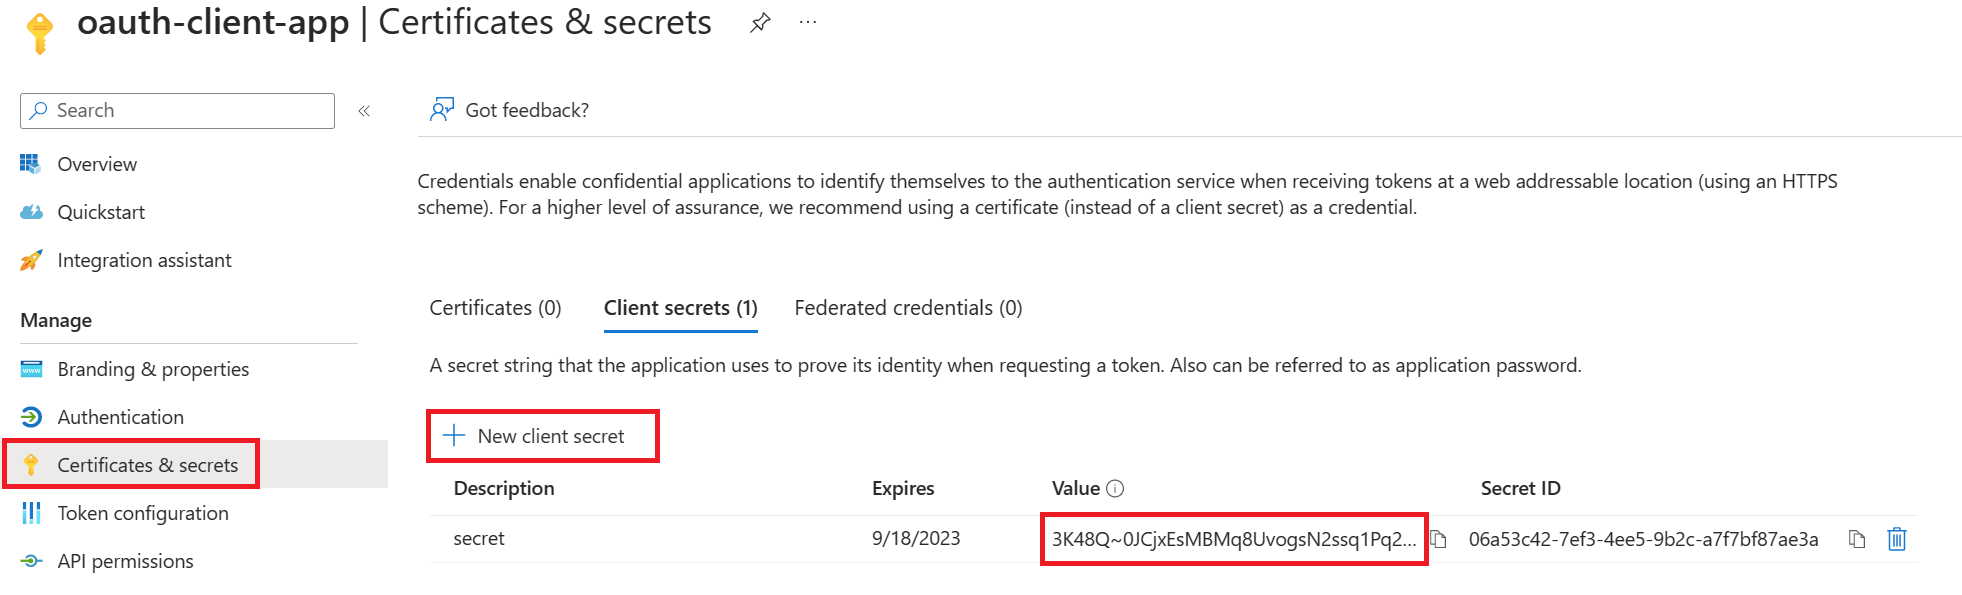 oauth-client-app | Certificates & secrets
Search
Overview
Quickstart
Integration assistant
Manage
Branding & properties
Authentication
Certificates & secrets
Token configuration
API permissions
Got feedback?
Credentials enable confidential applications to identify themselves to the authentication service when receiving tokens at a web addressable location (using an HTTPS
scheme). For a higher level of assurance, we recommend using a certificate (instead of a client secret) as a credential.
Certificates (0) Client secrets (1) Federated credentials (0)
A secret string that the application uses to prove its identity when requesting a token. Also can be referred to as application password.
New client secret
Description Expires Value Secret ID
secret 9/18/2023 3K48Q~0JCjxEsMBMq8UvogsN2ssq1Pq2... 06a53c42-7ef3-4ee5-9b2c-a7f7bf87ae3a